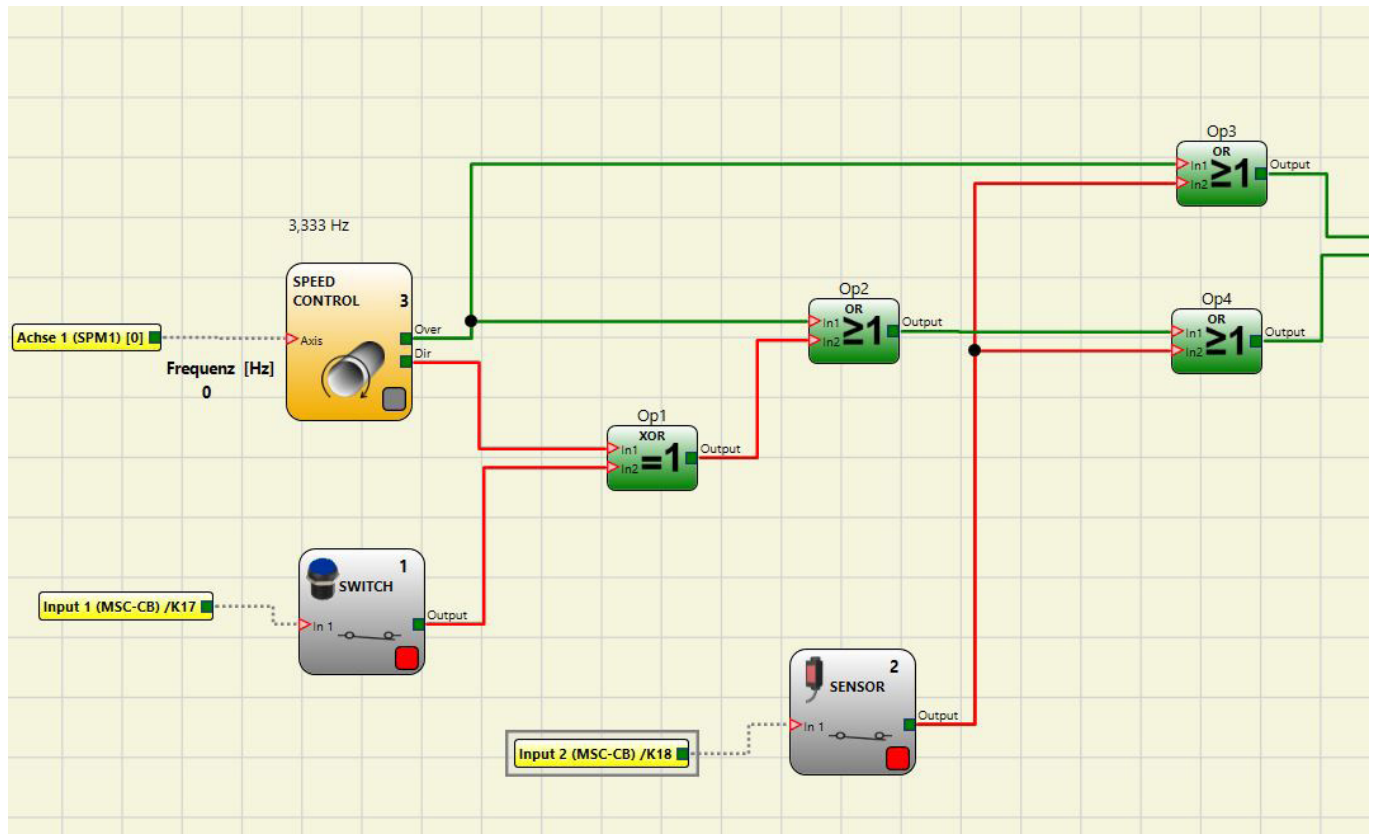 Op3
OR
In1
In2
≥1
Output
3,333 Hz
SPEED
CONTROL
3
Over
Axis
Dir
Achse 1 (SPM1) [0]
Frequenz [Hz]
0
Op2
OR
In1
In2
≥1
Output
Op4
OR
In1
In2
≥1
Output
Op1
XOR
In1
In2
=1
Output
1
SWITCH
Input 1 (MSC-CB) /K17
In 1
Output
2
SENSOR
Input 2 (MSC-CB) /K18
In 1
Output